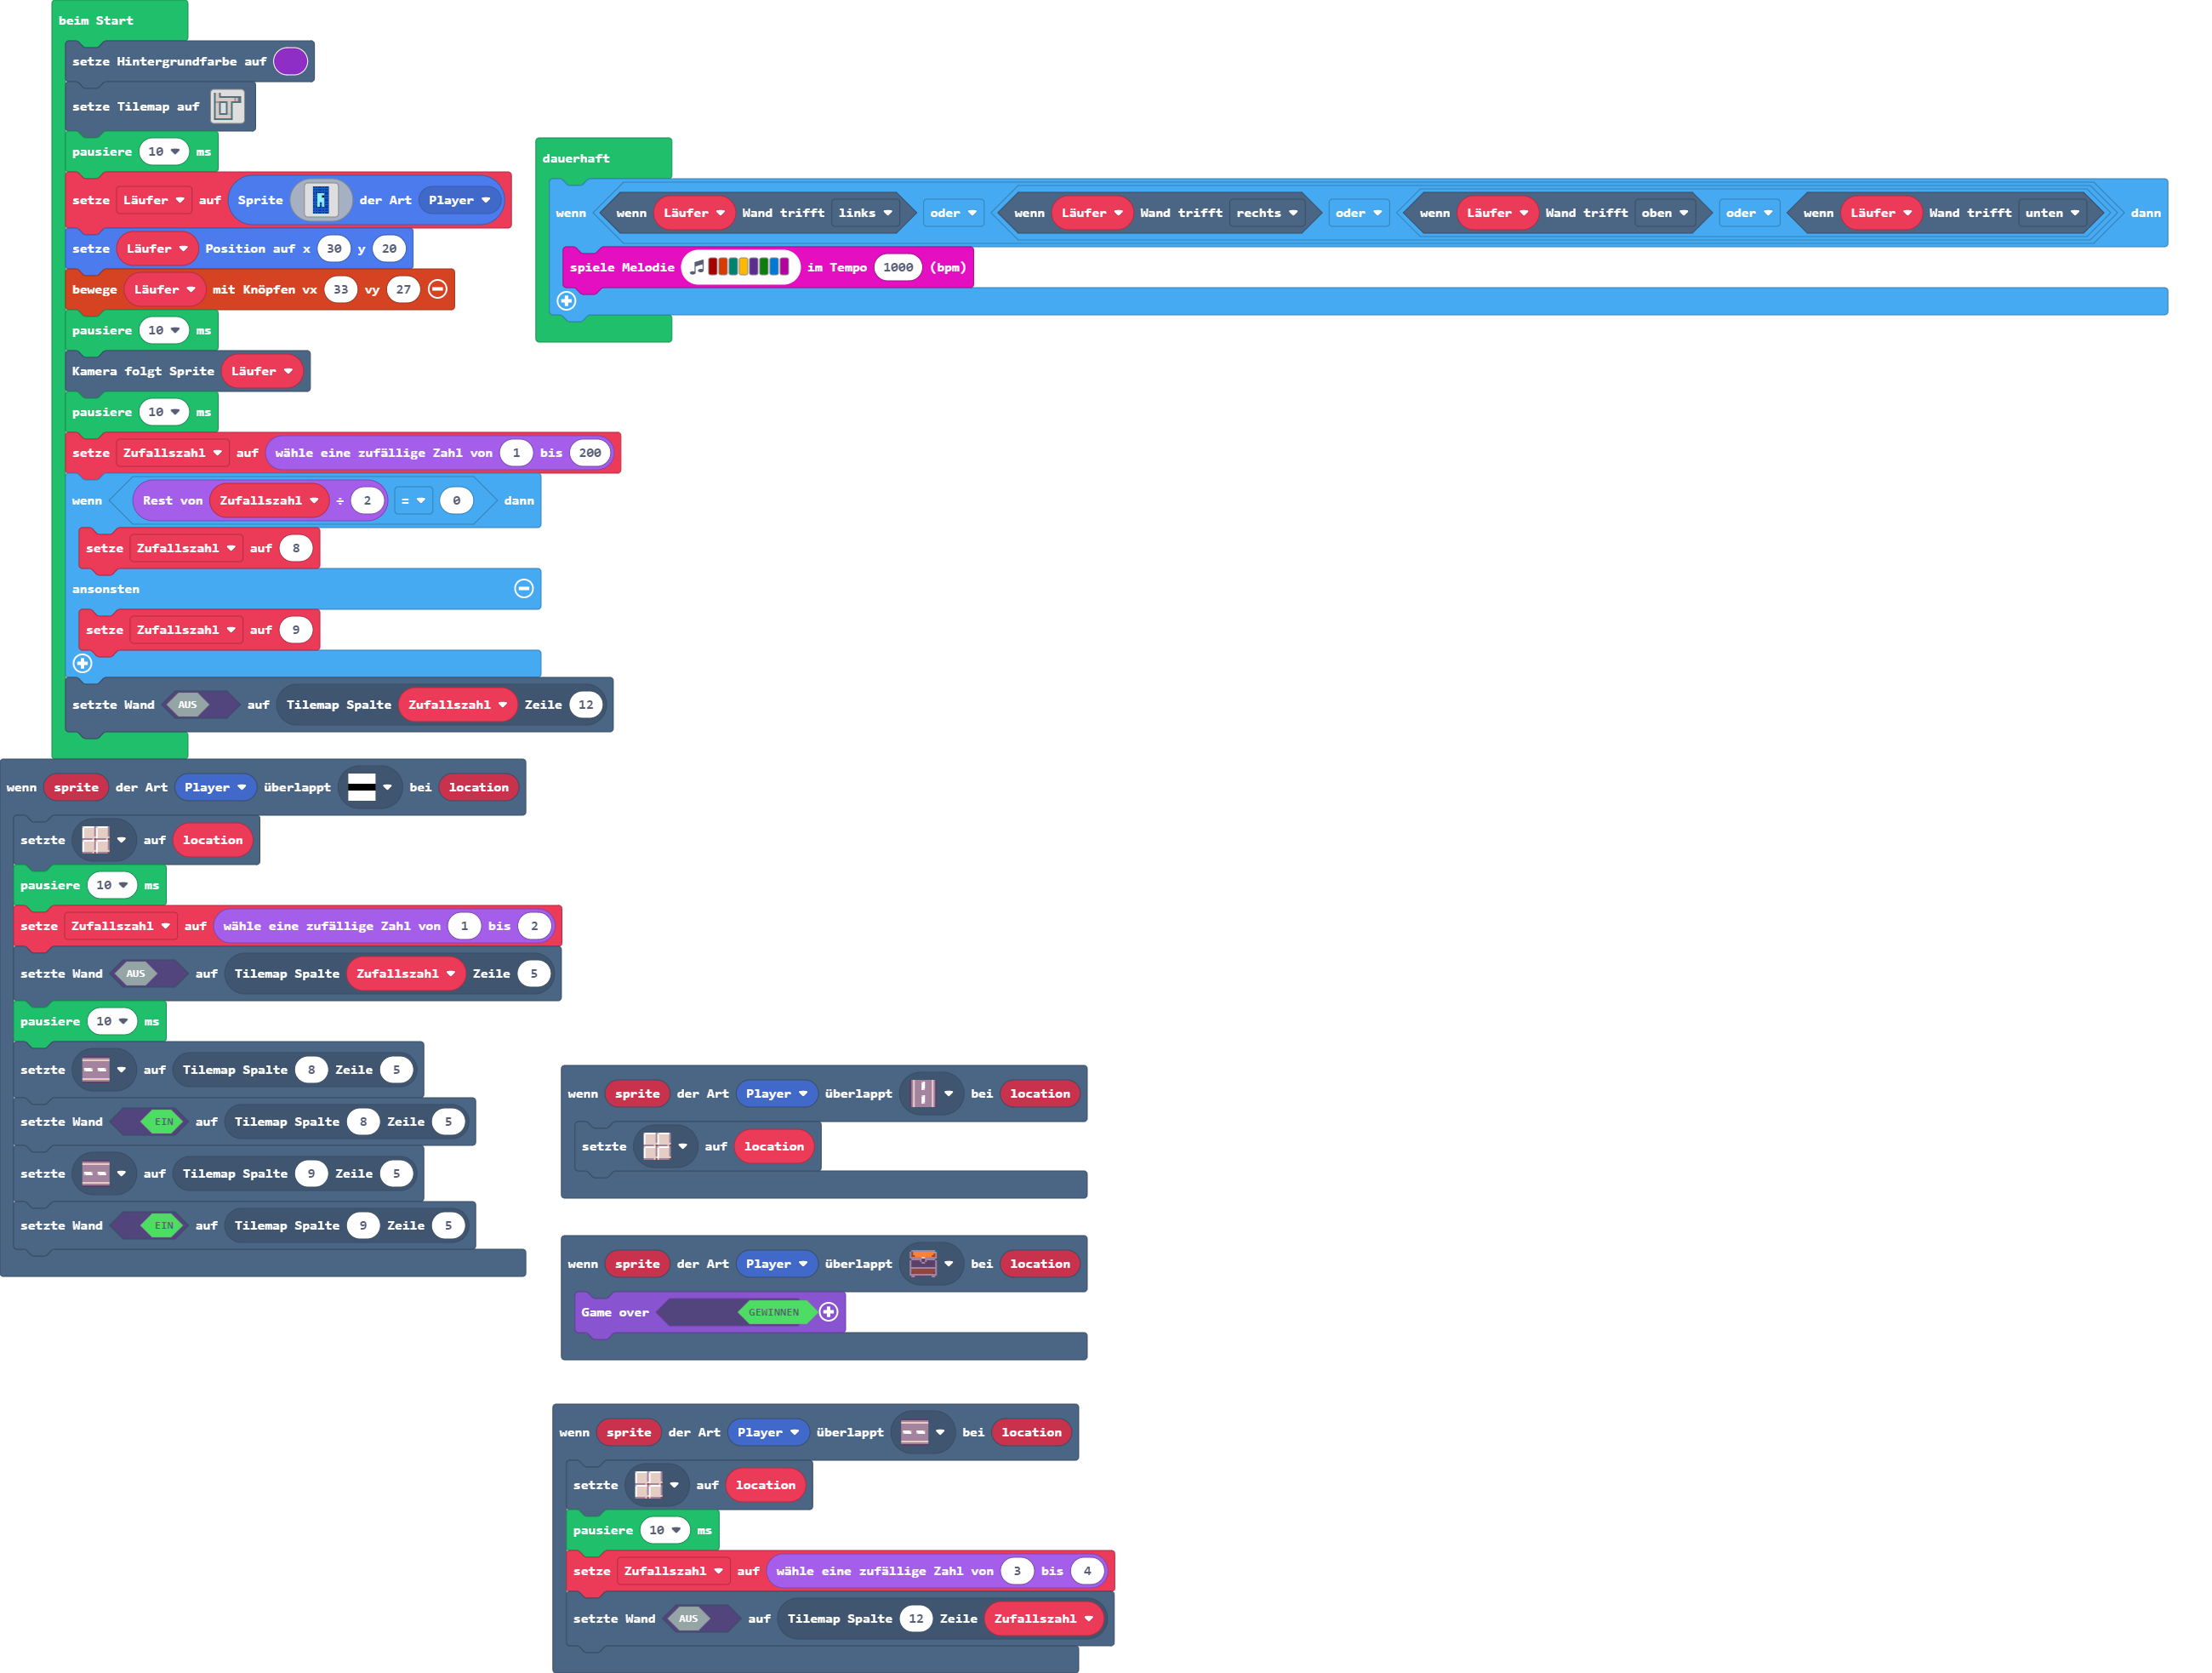 beim Start
setze Hintergrundfarbe auf
setze Tilemap auf
pausiere 10 ms
setze Läufer auf Sprite der Art Player
setze Läufer Position auf x 30 y 20
bewege Läufer mit Knöpfen vx 33 vy 27
pausiere 10 ms
Kamera folgt Sprite Läufer
pausiere 10 ms
setze Zufallszahl auf wähle eine zufällige Zahl von 1 bis 200
wenn Rest von Zufallszahl ÷ 2 = 0 dann
setze Zufallszahl auf 8
ansonsten
setze Zufallszahl auf 9
setzte Wand AUS auf Tilemap Spalte Zufallszahl Zeile 12
dauerhaft
wenn wenn Läufer Wand trifft links oder wenn Läufer Wand trifft rechts oder wenn Läufer Wand trifft oben oder wenn Läufer Wand trifft unten dann
spiele Melodie im Tempo 1000 (bpm)
wenn sprite der Art Player überlappt bei location
setzte auf location
pausiere 10 ms
setze Zufallszahl auf wähle eine zufällige Zahl von 1 bis 2
setzte Wand AUS auf Tilemap Spalte Zufallszahl Zeile 5
pausiere 10 ms
setzte auf Tilemap Spalte 8 Zeile 5
setzte Wand EIN auf Tilemap Spalte 8 Zeile 5
setzte auf Tilemap Spalte 9 Zeile 5
setzte Wand EIN auf Tilemap Spalte 9 Zeile 5
wenn sprite der Art Player überlappt bei location
setzte auf location
wenn sprite der Art Player überlappt bei location
Game over GEWINNEN
wenn sprite der Art Player überlappt bei location
setzte auf location
pausiere 10 ms
setze Zufallszahl auf wähle eine zufällige Zahl von 3 bis 4
setzte Wand AUS auf Tilemap Spalte 12 Zeile Zufallszahl